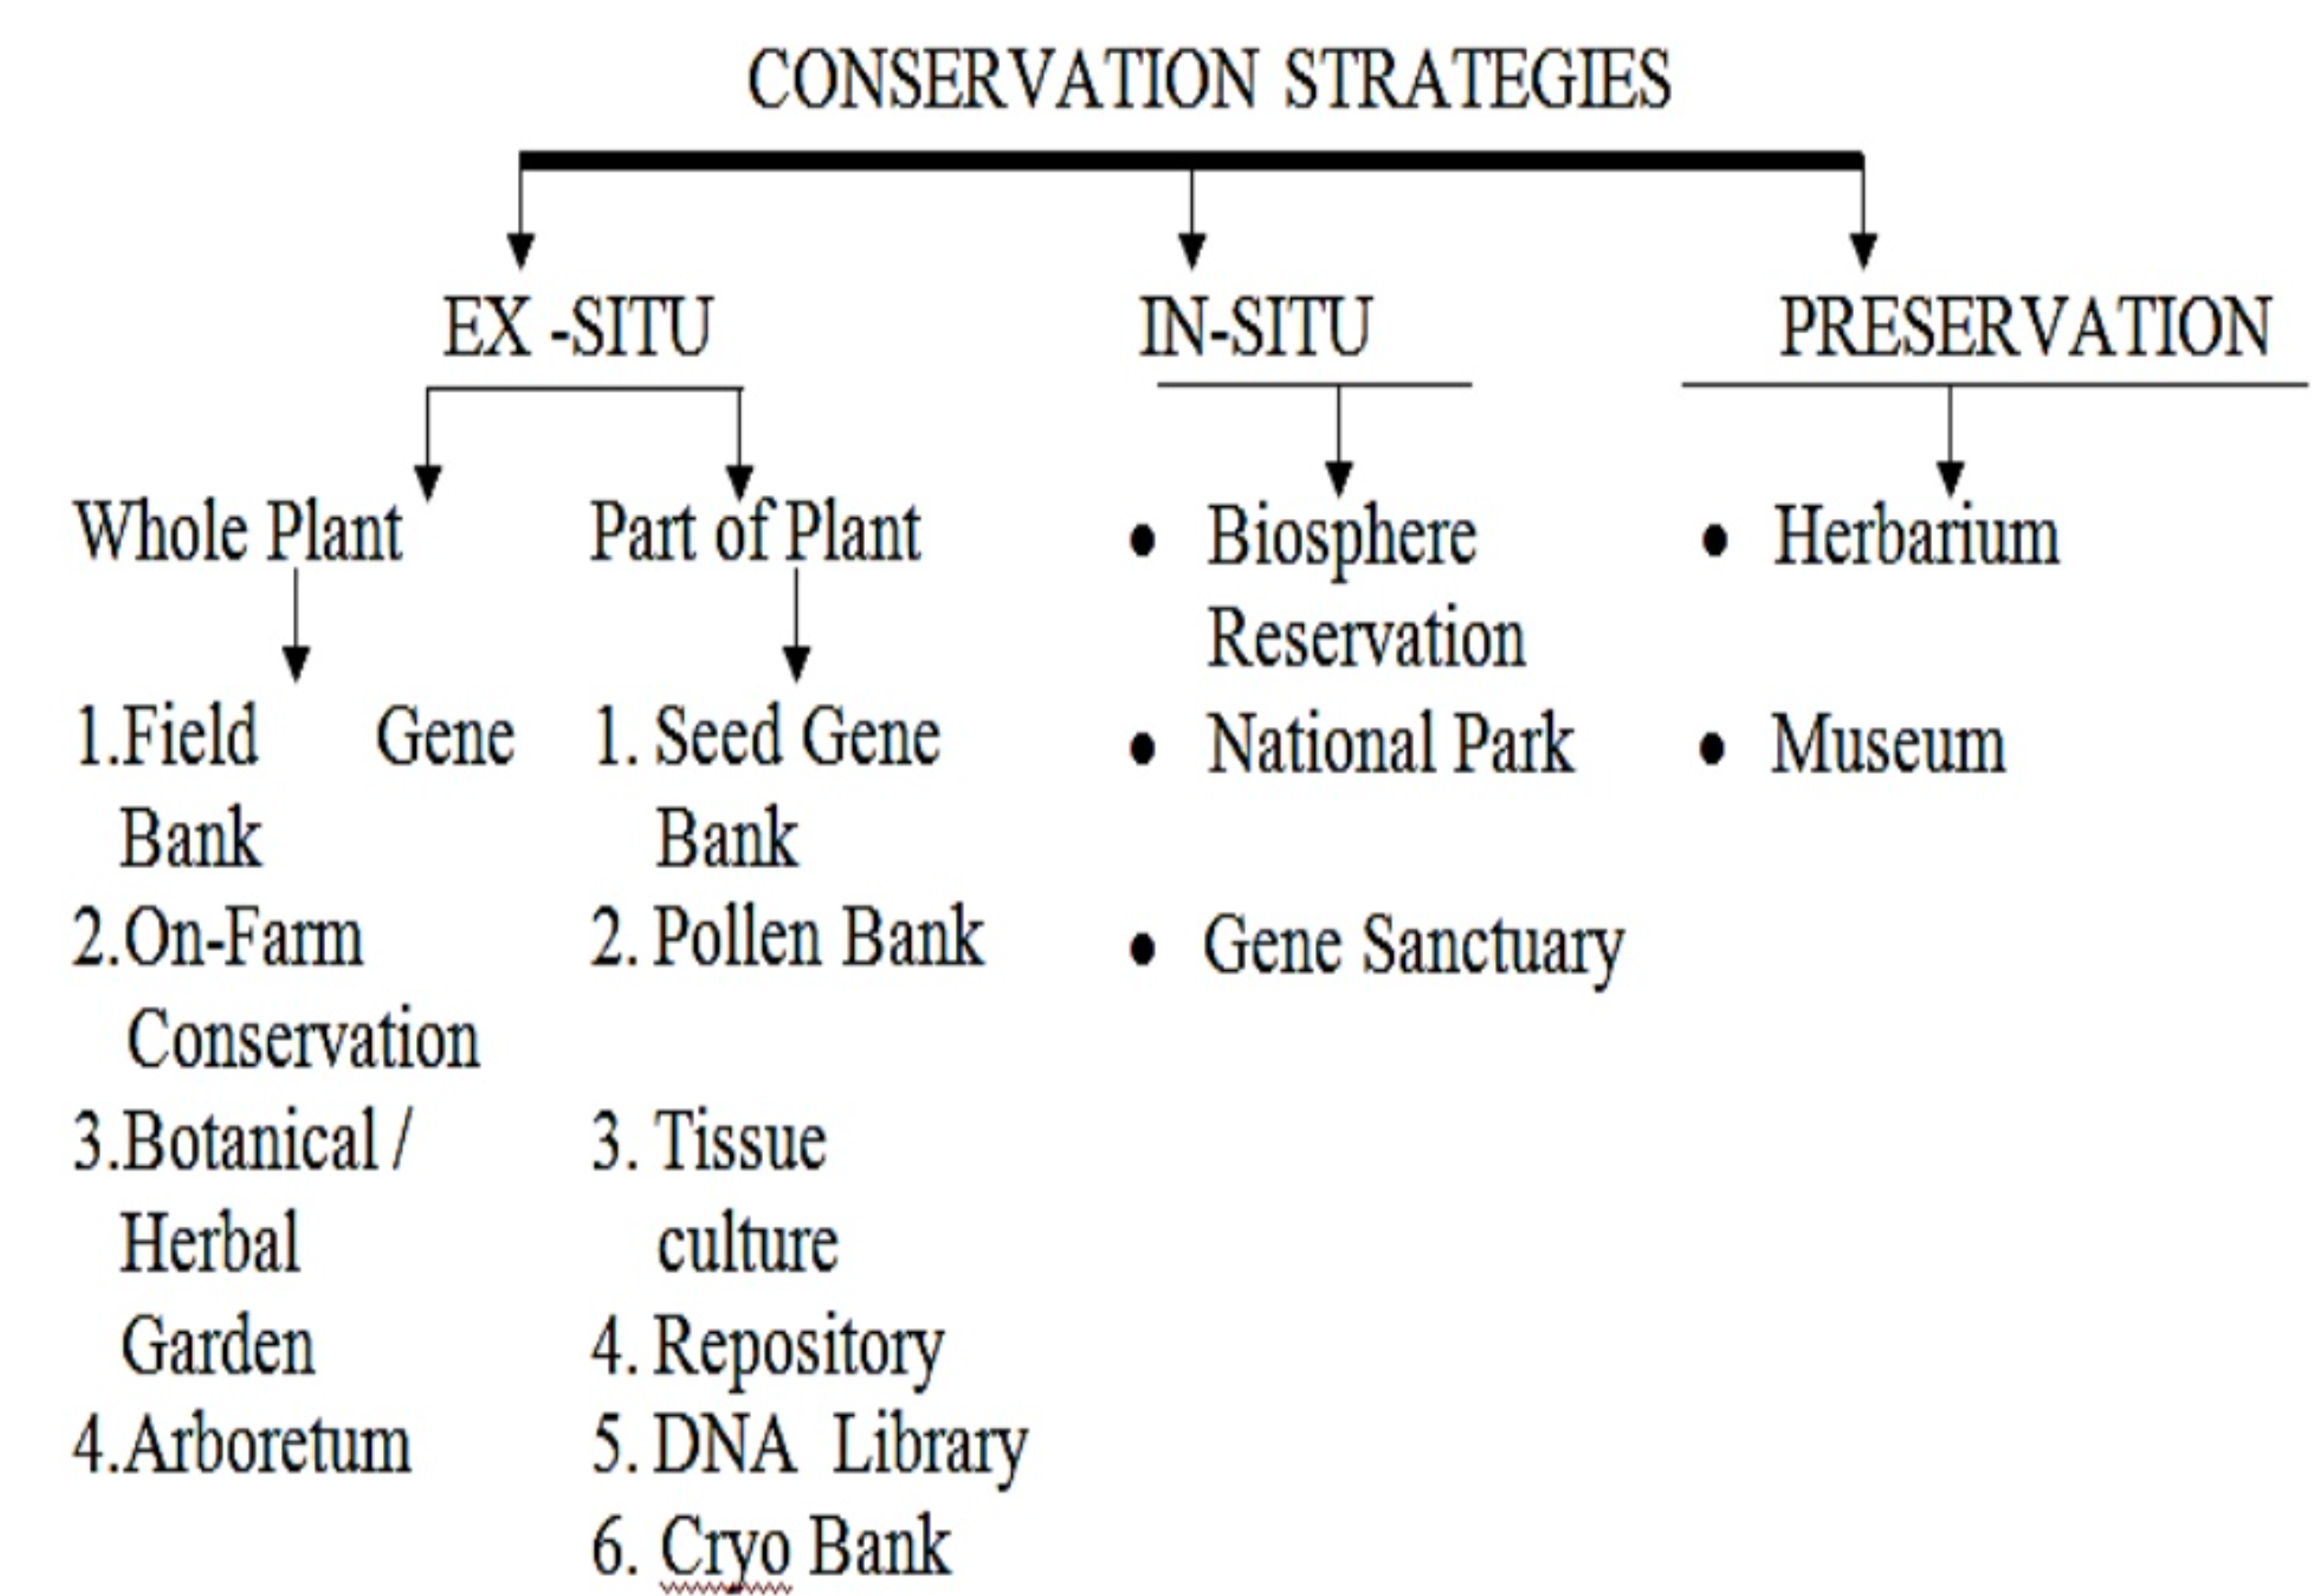 CONSERVATION STRATEGIES
EX -SITU
IN-SITU
PRESERVATION
Whole Plant
1.Field Gene
Bank
2.On-Farm
Conservation
3.Botanical /
Herbal
Garden
4.Arboretum
Part of Plant
1. Seed Gene
Bank
2. Pollen Bank
3. Tissue
culture
4. Repository
5. DNA Library
6. Cryo Bank
• Biosphere
Reservation
• National Park
• Gene Sanctuary
• Herbarium
• Museum